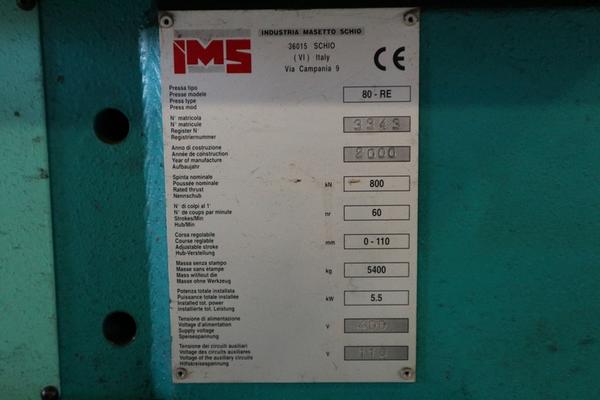 IMS
INDUSTRIA MASETTO SCHIO
36015 SCHIO
(VI) Italy
Via Campania 9
CE
Pressa tipo
Presse modele
Press type
Press mod
80 - RE
N° matricola
N° matricule
Register N°
Registriernummer
3343
Anno di costruzione
Année de construction
Year of manufacture
Aufbaujahr
2000
Spinta nominale
Poussée nominale
Rated thrust
Nennschub
kN
800
N° di colpi al 1'
N° de coups par minute
Strokes/Min
Hub/Min
nr
60
Corsa regolabile
Course reglable
Adjustable stroke
Hub-Verstellung
mm
0 - 110
Massa senza stampo
Masse sans étampe
Mass without die
Masse ohne Werkzeug
kg
5400
Potenza totale installata
Puissance totale installée
Installed tot. power
Installierte tot. Leistung
kW
5.5
Tensione di alimentazione
Voltage d'alimentation
Supply voltage
Speisespannung
V
400
Tensione dei circuiti auxiliari
Voltage des circuits auxiliares
Voltage of the auxiliary circuits
Hilfskreisespannung
V
110